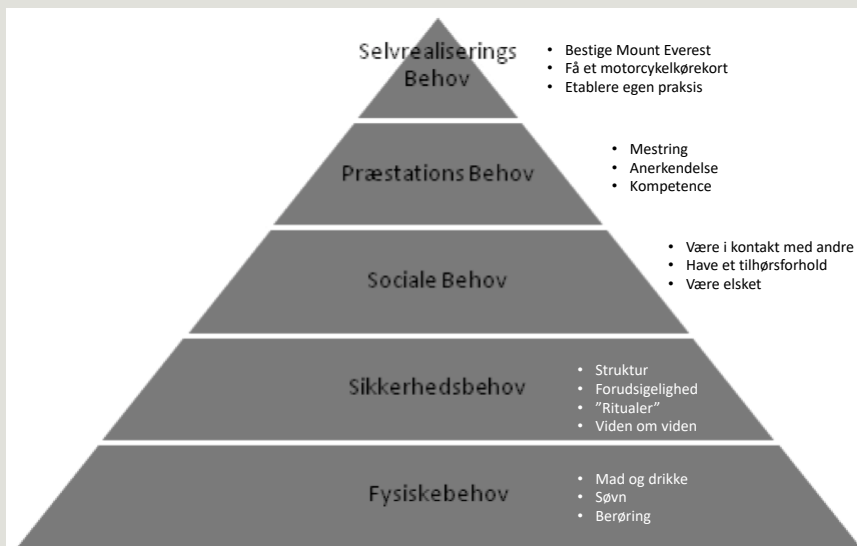 Selvrealiserings
Behov
• Bestige Mount Everest
• Få et motorcykelkørekort
• Etablere egen praksis
Præstations Behov
• Mestring
• Anerkendelse
• Kompetence
Sociale Behov
• Være i kontakt med andre
• Have et tilhørsforhold
• Være elsket
Sikkerhedsbehov
• Struktur
• Forudsigelighed
• ”Ritualer”
• Viden om viden
Fysiskebehov
• Mad og drikke
• Søvn
• Berøring